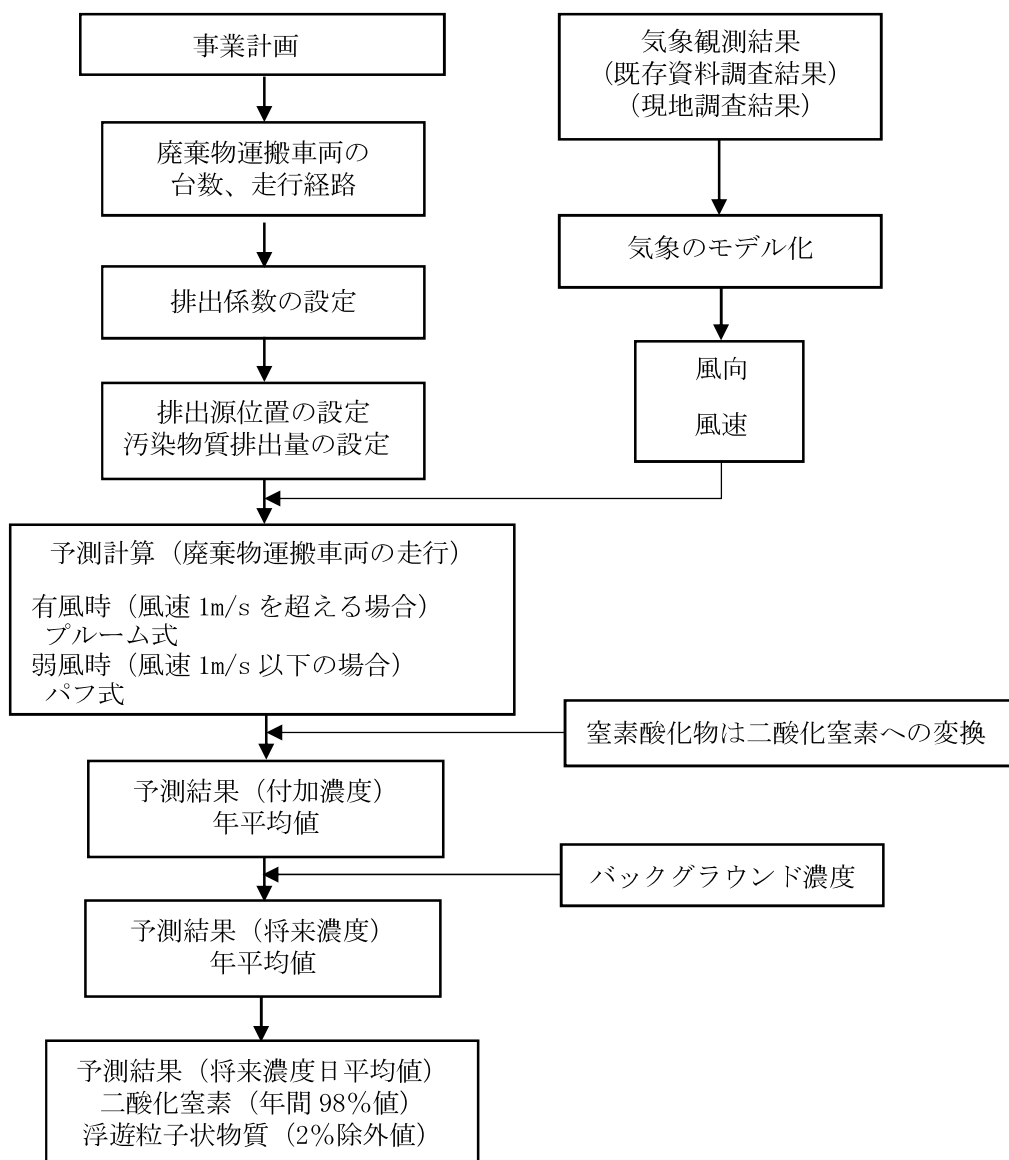 事業計画
廃棄物運搬車両の
台数、走行経路
排出係数の設定
排出源位置の設定
汚染物質排出量の設定
気象観測結果
（既存資料調査結果）
（現地調査結果）
気象のモデル化
風向
風速
予測計算（廃棄物運搬車両の走行）
有風時（風速 1m/s を超える場合）
プルーム式
弱風時（風速 1m/s 以下の場合）
パフ式
窒素酸化物は二酸化窒素への変換
予測結果（付加濃度）
年平均値
バックグラウンド濃度
予測結果（将来濃度）
年平均値
予測結果（将来濃度日平均値）
二酸化窒素（年間 98％値）
浮遊粒子状物質（2％除外値）